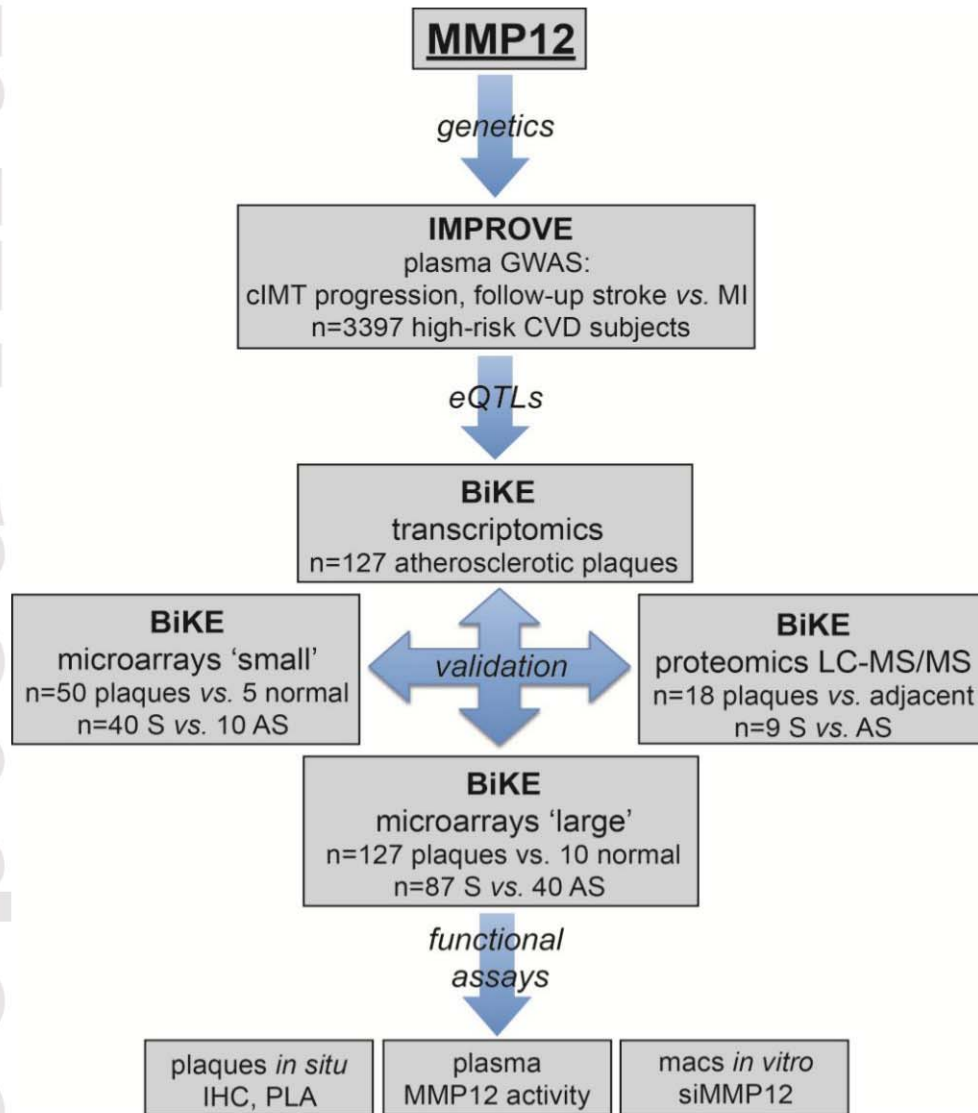 MMP12
genetics
IMPROVE
plasma GWAS:
cIMT progression, follow-up stroke vs. MI
n=3397 high-risk CVD subjects
eQTLs
BiKE
transcriptomics
n=127 atherosclerotic plaques
BiKE
microarrays ‘small’
n=50 plaques vs. 5 normal
n=40 S vs. 10 AS
validation
BiKE
proteomics LC-MS/MS
n=18 plaques vs. adjacent
n=9 S vs. AS
BiKE
microarrays ‘large’
n=127 plaques vs. 10 normal
n=87 S vs. 40 AS
functional
assays
plaques in situ
IHC, PLA
plasma
MMP12 activity
macs in vitro
siMMP12